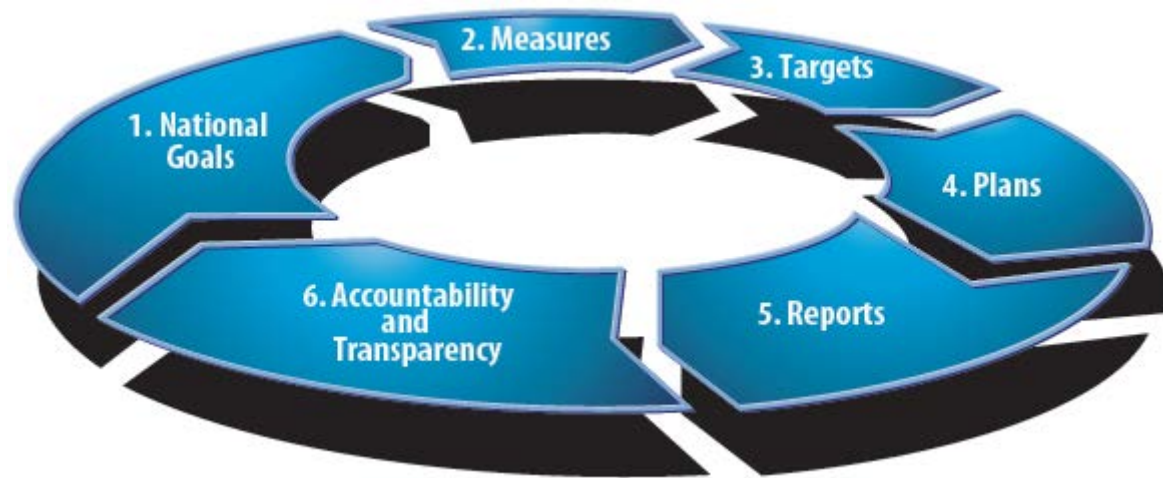 1. National
Goals
2. Measures
3. Targets
4. Plans
5. Reports
6. Accountability
and
Transparency